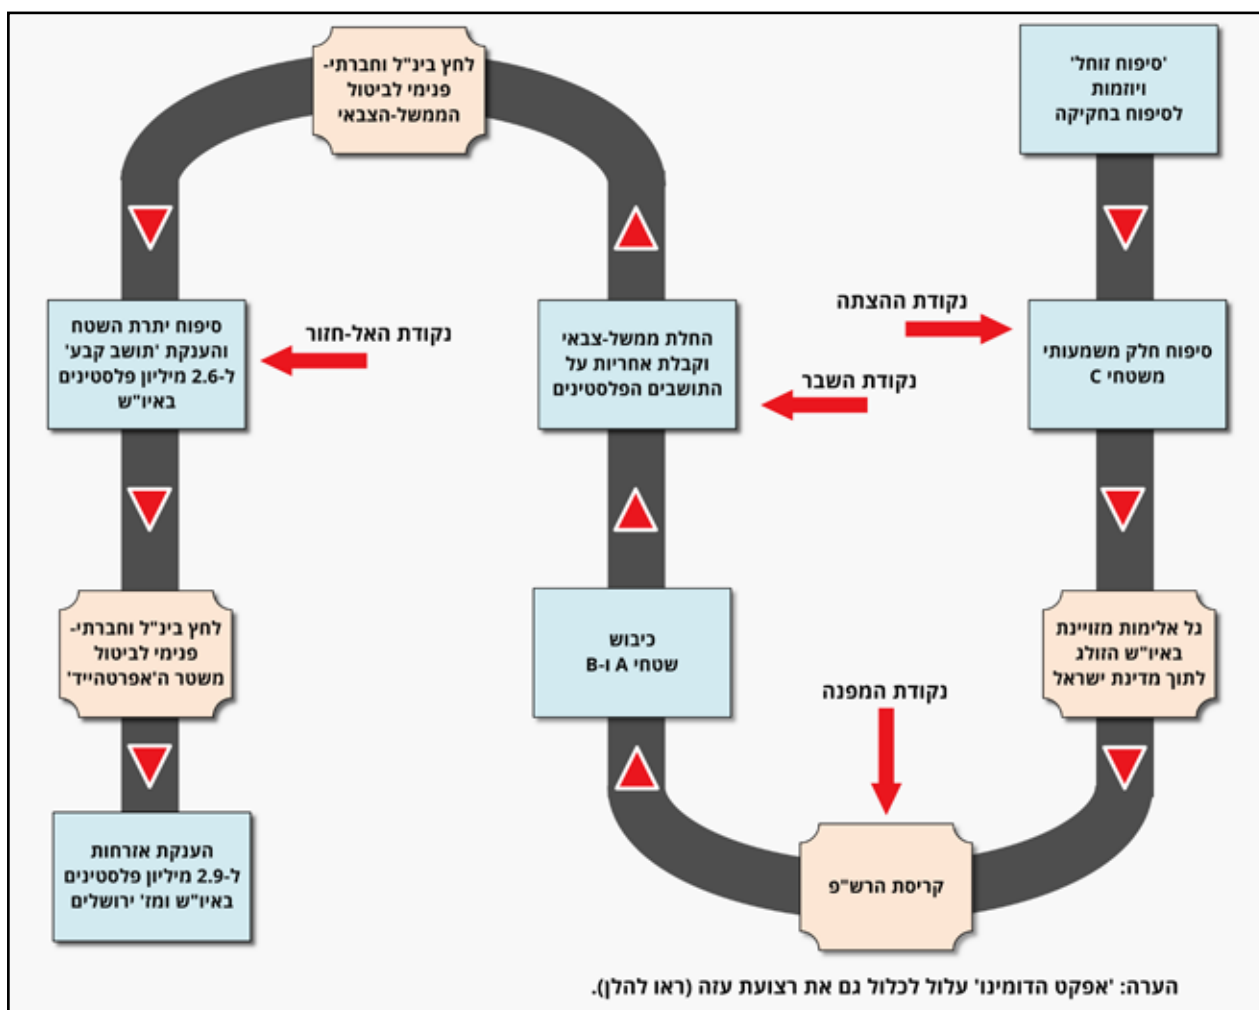 'סיפוח זוחל'
ויוזמות
לסיפוח בחקיקה
נקודת ההצתה
סיפוח חלק משמעותי
משטחי C
גל אלימות מזויינת
באיו"ש הזולג
לתוך מדינת ישראל
נקודת המפנה
קריסת הרש"פ
כיבוש
שטחי A ו-B
נקודת השבר
החלת ממשל-צבאי
וקבלת אחריות על
התושבים הפלסטינים
לחץ בינ"ל וחברתי-
פנימי לביטול
הממשל-הצבאי
נקודת האל-חזור
סיפוח יתרת השטח
והענקת 'תושב קבע'
ל-2.6 מיליון פלסטינים
באיו"ש
לחץ בינ"ל וחברתי-
פנימי לביטול
משטר ה'אפרטהייד'
הענקת אזרחות
ל-2.9 מיליון פלסטינים
באיו"ש ומז' ירושלים
הערה: 'אפקט הדומינו' עלול לכלול גם את רצועת עזה (ראו להלן).